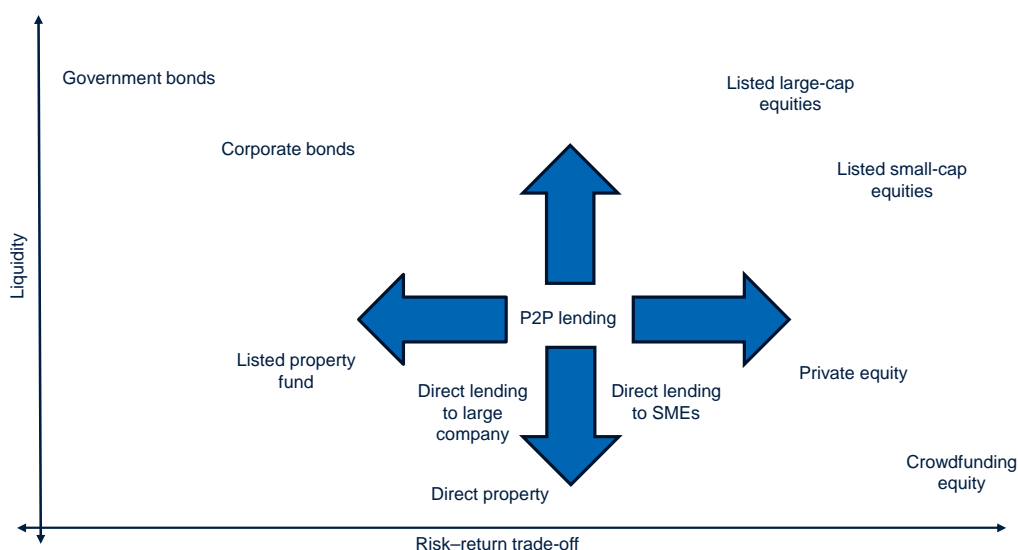 Government bonds
Listed large-cap
equities
Corporate bonds
Listed small-cap
equities
Liquidity
P2P lending
Listed property
fund
Private equity
Direct lending
to large
company
Direct lending
to SMEs
Crowdfunding
equity
Direct property
Risk–return trade-off